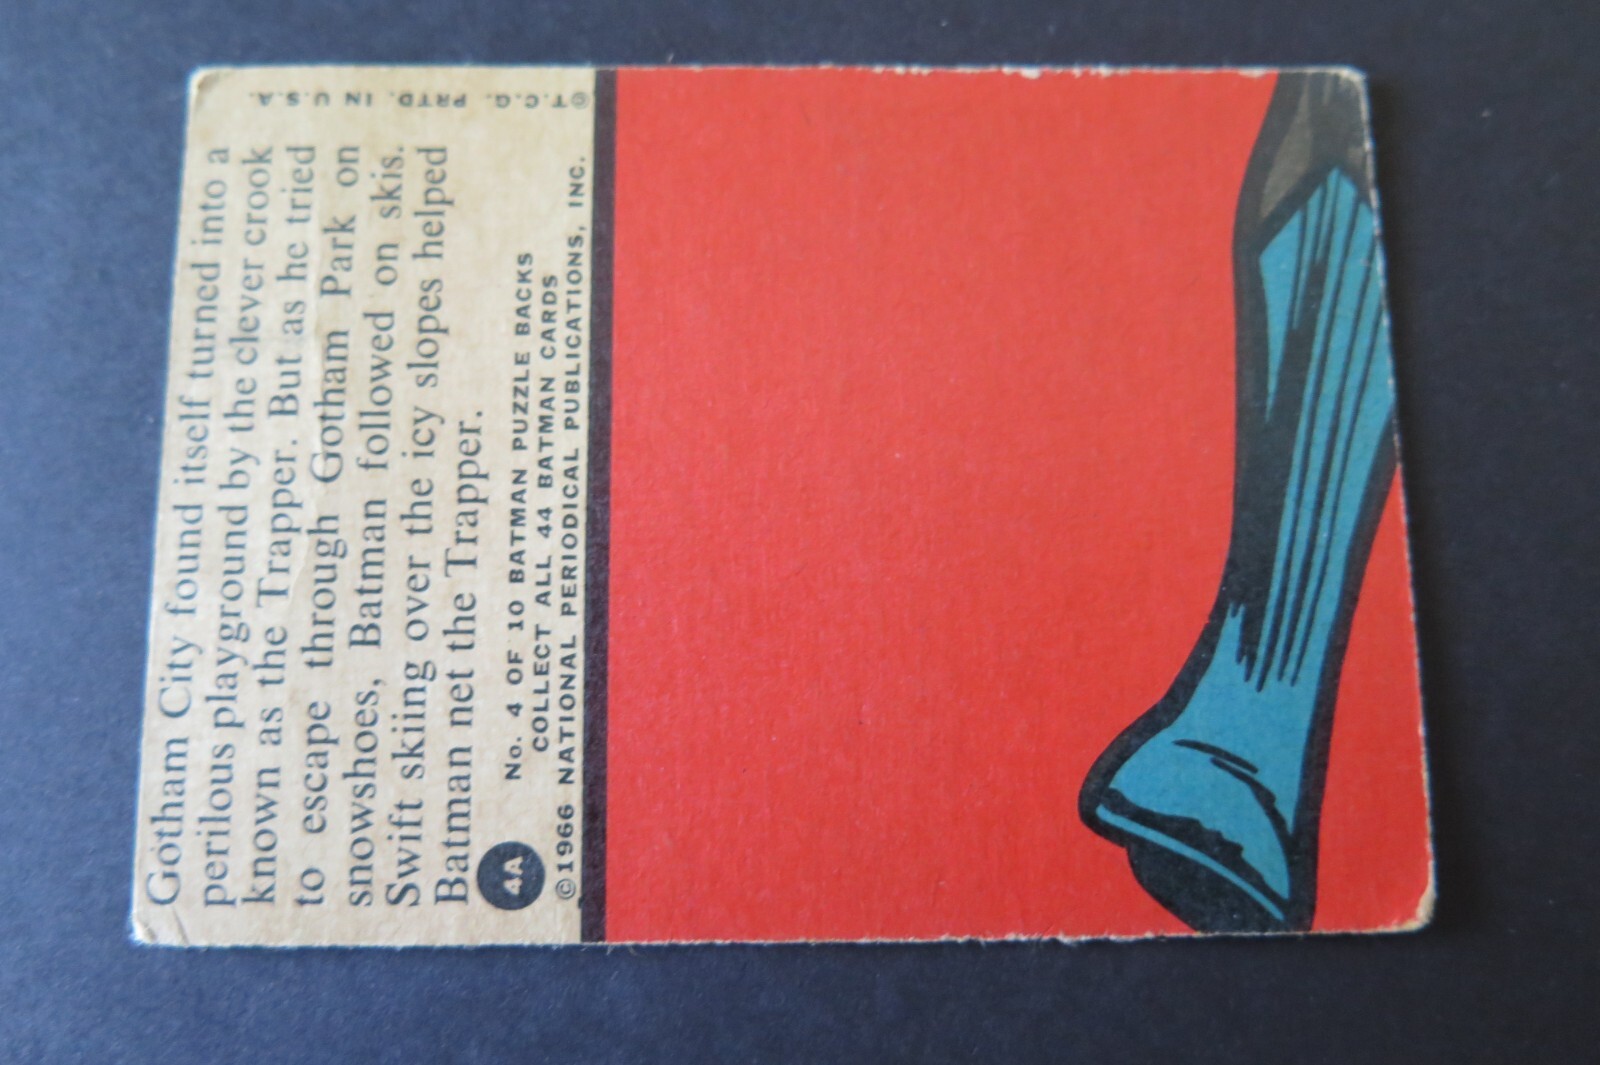 Gotham City found itself turned into a
perilous playground by the clever crook
known as the Trapper. But as he tried
to escape through Gotham Park on
snowshoes, Batman followed on skis.
Swift skiing over the icy slopes helped
Batman net the Trapper.
4A
No. 4 OF 10 BATMAN PUZZLE BACKS
COLLECT ALL 44 BATMAN CARDS
©1966 NATIONAL PERIODICAL PUBLICATIONS, INC.
©T.C.G. PRTD. IN U.S.A.